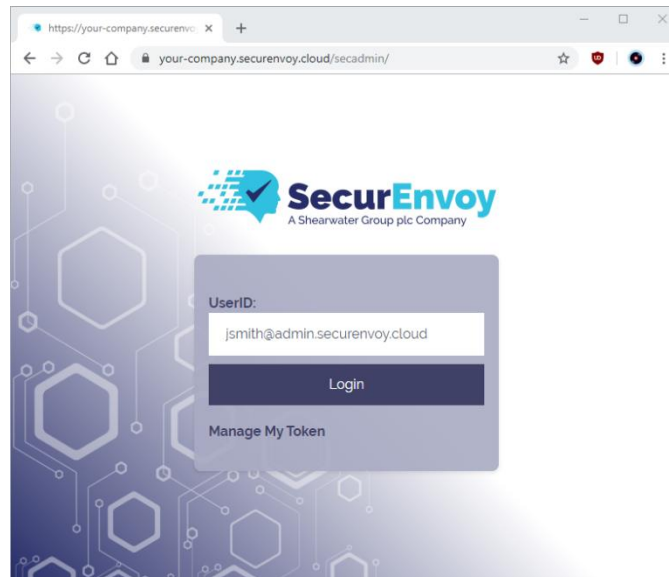 https://your-company.securenvo
your-company.securenvoy.cloud/secadmin/
SecurEnvoy
A Shearwater Group plc Company
UserID:
jsmith@admin.securenvoy.cloud
Login
Manage My Token